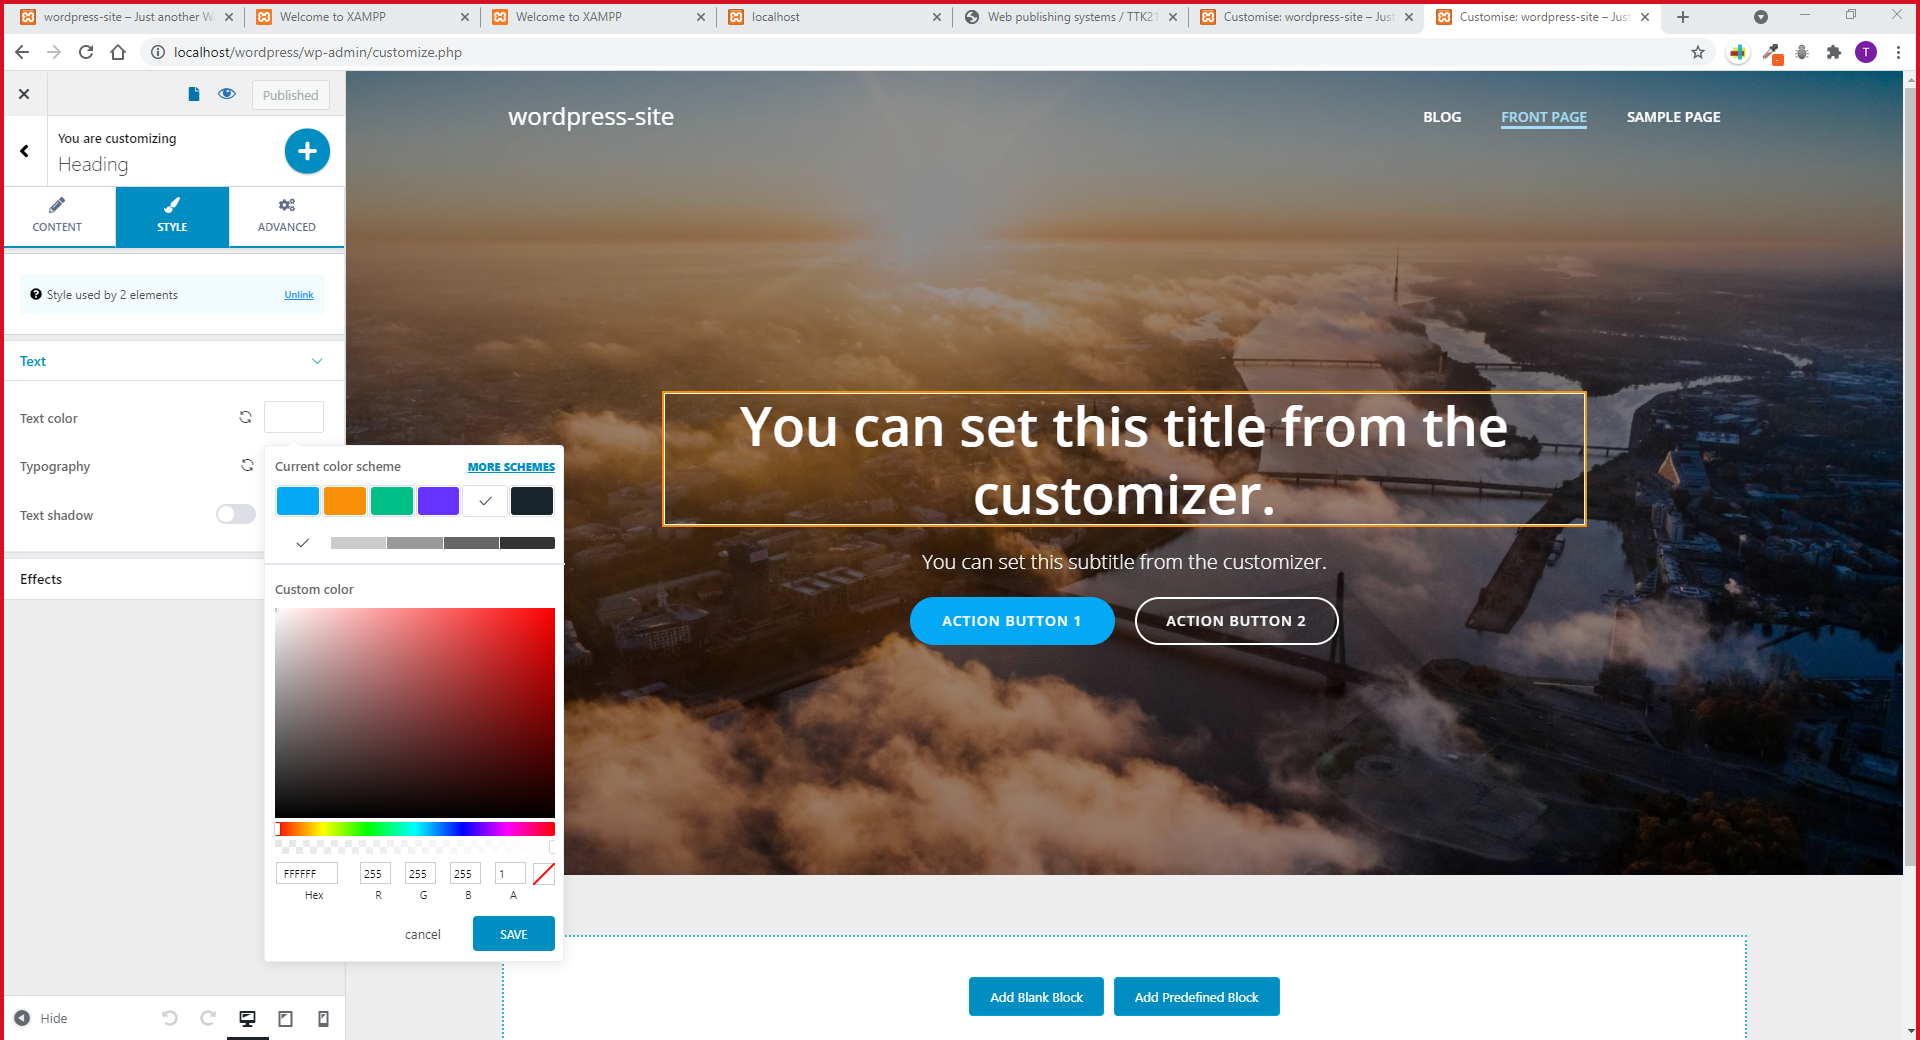 wordpress-site – Just another W
Welcome to XAMPP
Welcome to XAMPP
localhost
Web publishing systems / TTK21
Customise: wordpress-site – Just
Customise: wordpress-site – Just
localhost/wordpress/wp-admin/customize.php
T
Published
You are customizing
Heading
CONTENT
STYLE
ADVANCED
Style used by 2 elements
Unlink
Text
Text color
Typography
Text shadow
Effects
Current color scheme
MORE SCHEMES
Custom color
FFFFFF
255
255
255
1
Hex
R
G
B
A
cancel
SAVE
Hide
wordpress-site
BLOG
FRONT PAGE
SAMPLE PAGE
You can set this title from the
customizer.
You can set this subtitle from the customizer.
ACTION BUTTON 1
ACTION BUTTON 2
Add Blank Block
Add Predefined Block